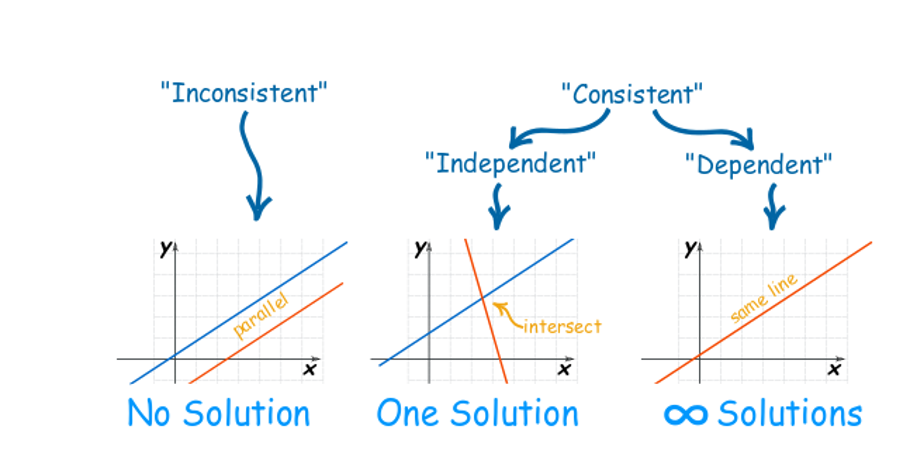 "Inconsistent"
"Consistent"
"Independent"
"Dependent"
y
parallel
x
y
intersect
x
y
same line
x
No Solution
One Solution
∞ Solutions